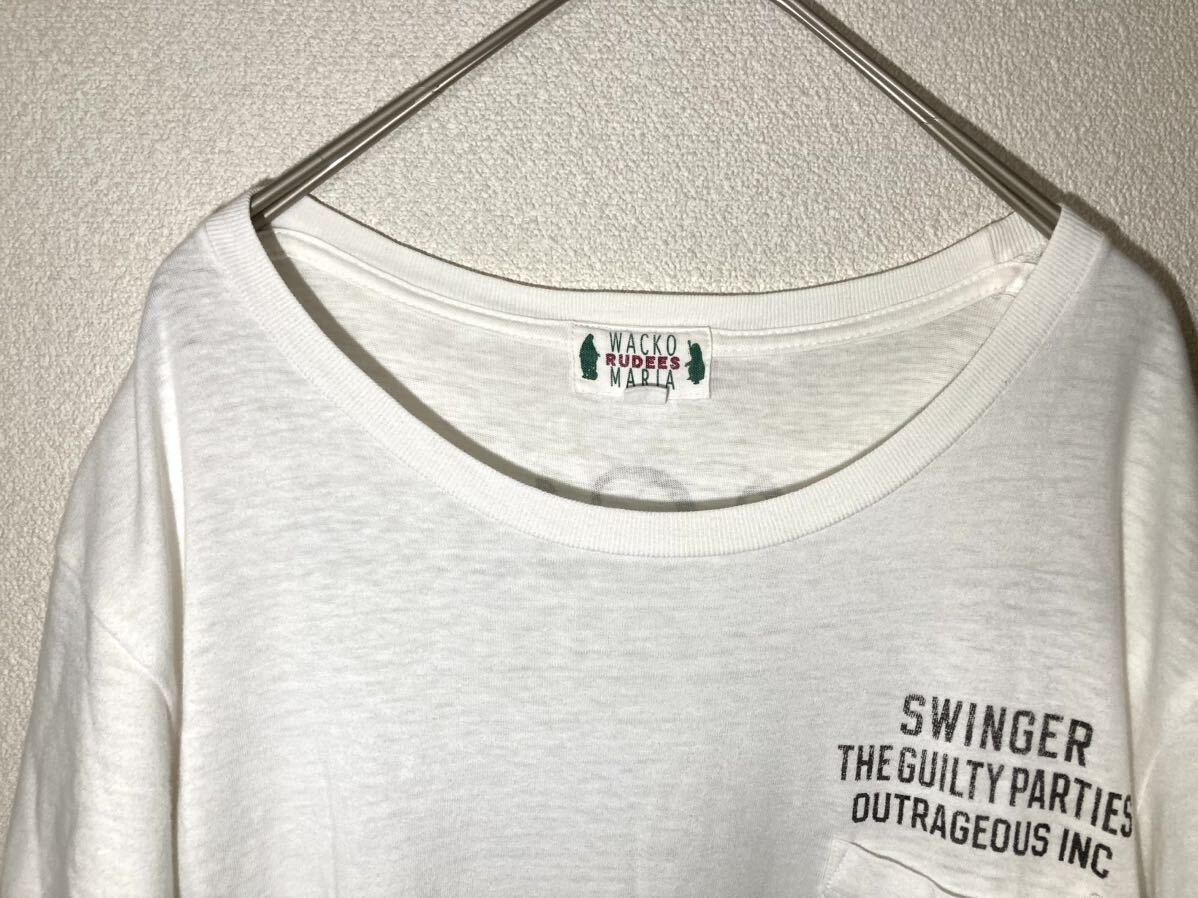 WACKO
RUDEES
MARIA
SWINGER
THE GUILTY PARTIES
OUTRAGEOUS INC